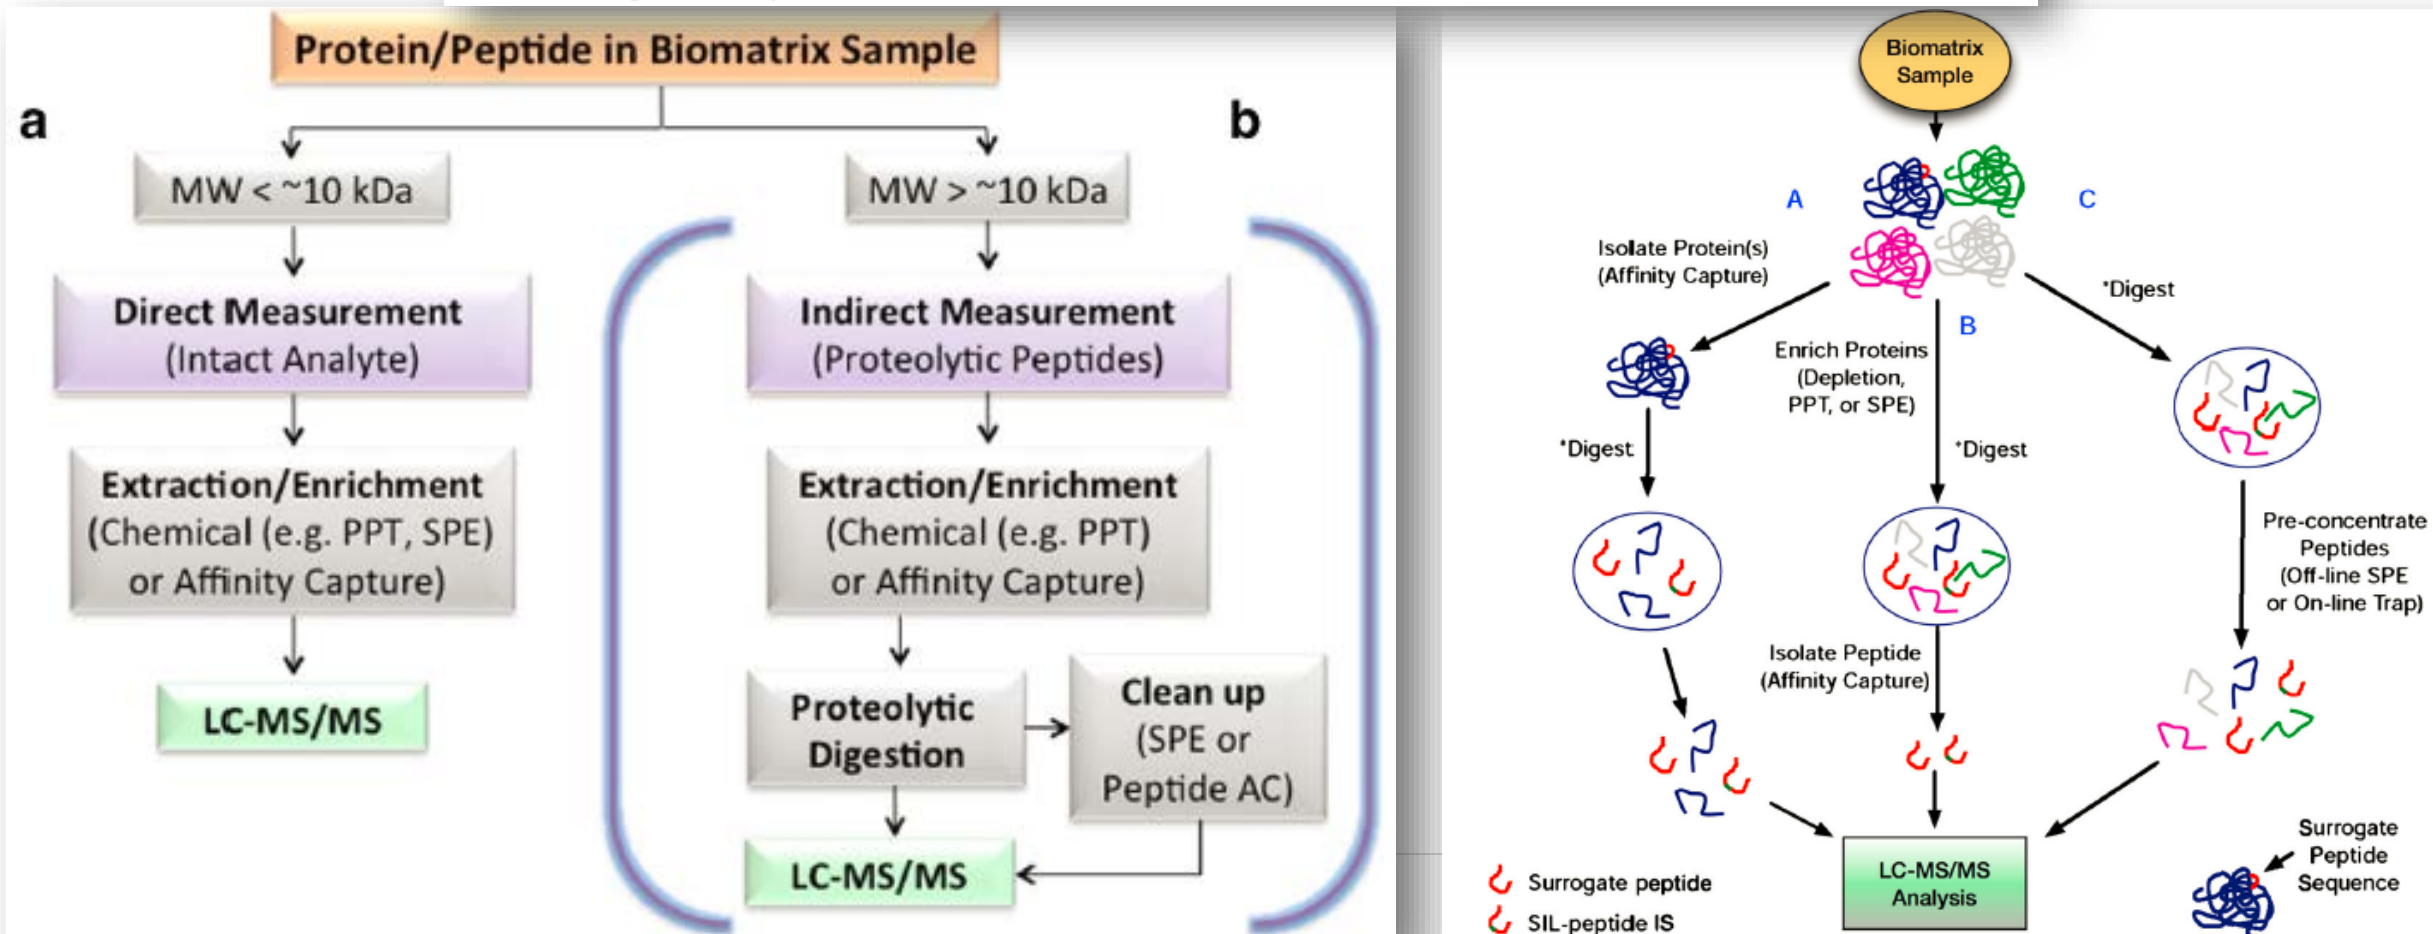 Protein/Peptide in Biomatrix Sample
a
b
MW < ~10 kDa
MW > ~10 kDa
Direct Measurement
(Intact Analyte)
Indirect Measurement
(Proteolytic Peptides)
Extraction/Enrichment
(Chemical (e.g. PPT, SPE)
or Affinity Capture)
Extraction/Enrichment
(Chemical (e.g. PPT)
or Affinity Capture)
LC-MS/MS
Proteolytic
Digestion
Clean up
(SPE or
Peptide AC)
LC-MS/MS
Biomatrix
Sample
A
C
Isolate Protein(s)
(Affinity Capture)
*Digest
B
Enrich Proteins
(Depletion,
PPT, or SPE)
*Digest
*Digest
Pre-concentrate
Peptides
(Off-line SPE
or On-line Trap)
Isolate Peptide
(Affinity Capture)
Surrogate
Peptide
Sequence
LC-MS/MS
Analysis
Surrogate peptide
SIL-peptide IS